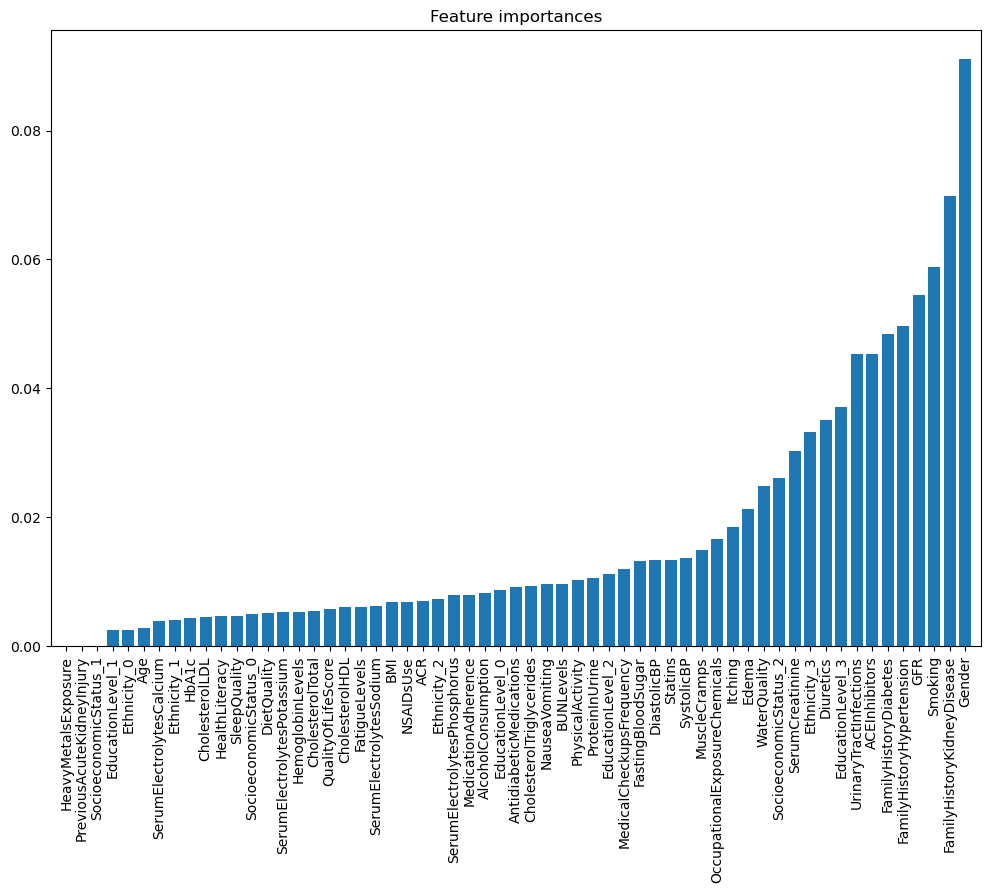 Feature importances
0.08
0.06
0.04
0.02
0.00
HeavyMetalsExposure
PreviousAcuteKidneyInjury
SocioeconomicStatus_1
EducationLevel_1
Ethnicity_0
Age
SerumElectrolytesCalcium
Ethnicity_1
HbA1c
CholesterolLDL
HealthLiteracy
SleepQuality
SocioeconomicStatus_0
DietQuality
SerumElectrolytesPotassium
HemoglobinLevels
CholesterolTotal
QualityOfLifeScore
CholesterolHDL
FatigueLevels
SerumElectrolytesSodium
BMI
NSAIDsUse
ACR
Ethnicity_2
SerumElectrolytesPhosphorus
MedicationAdherence
AlcoholConsumption
EducationLevel_0
AntidiabeticMedications
CholesterolTriglycerides
NauseaVomiting
BUNLevels
PhysicalActivity
ProteinInUrine
EducationLevel_2
MedicalCheckupsFrequency
FastingBloodSugar
DiastolicBP
Statins
SystolicBP
MuscleCramps
OccupationalExposureChemicals
Itching
Edema
WaterQuality
SocioeconomicStatus_2
SerumCreatinine
Ethnicity_3
Diuretics
EducationLevel_3
UrinaryTractInfections
ACEInhibitors
FamilyHistoryDiabetes
FamilyHistoryHypertension
GFR
Smoking
FamilyHistoryKidneyDisease
Gender